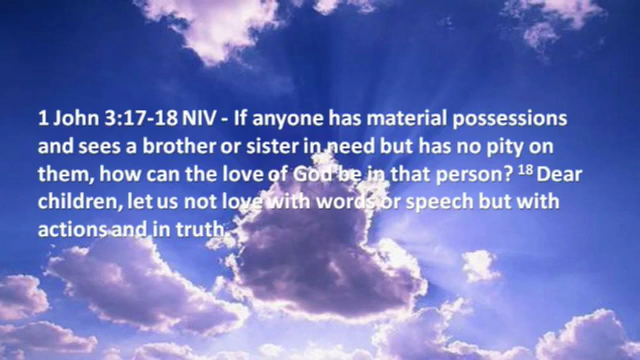 1 John 3:17-18 NIV - If anyone has material possessions
and sees a brother or sister in need but has no pity on
them, how can the love of God be in that person? 18 Dear
children, let us not love with words or speech but with
actions and in truth.